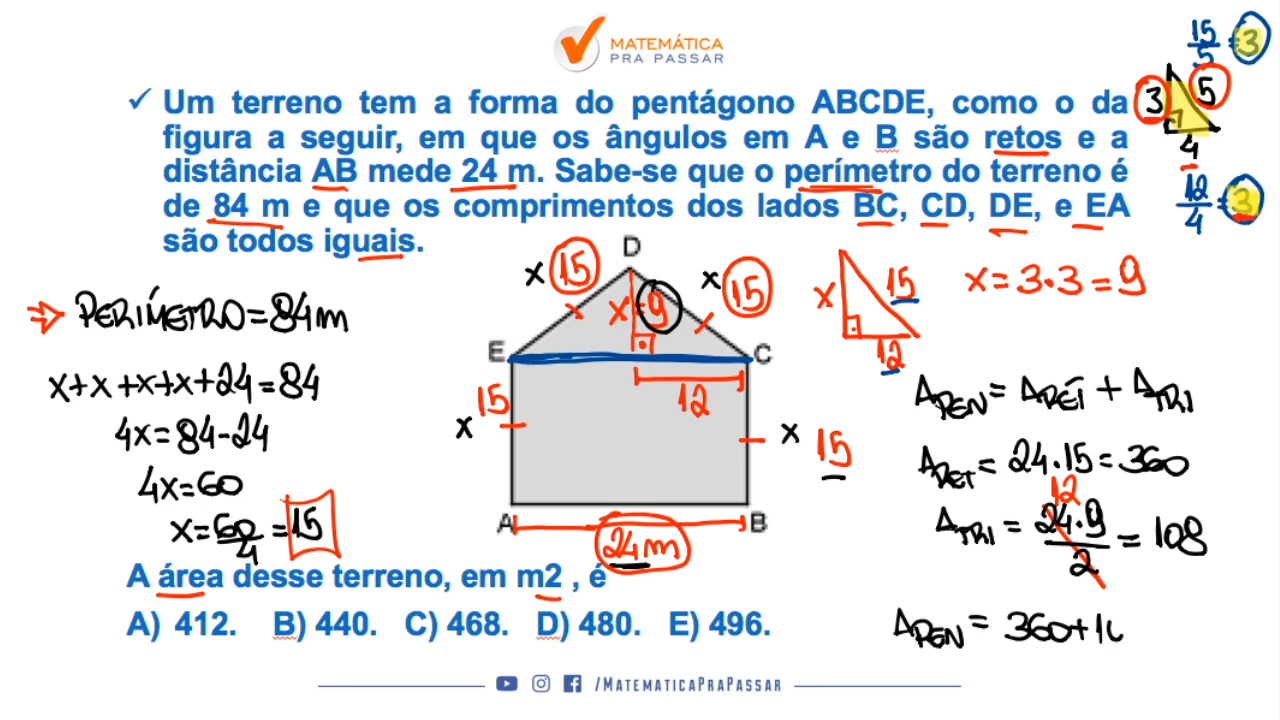 MATEMÁTICA
PRA PASSAR
✓ Um terreno tem a forma do pentágono ABCDE, como o da
figura a seguir, em que os ângulos em A e B são retos e a
distância AB mede 24 m. Sabe-se que o perímetro do terreno é
de 84 m e que os comprimentos dos lados BC, CD, DE, e EA
são todos iguais.
15/5 = 3
3 5
4
12/4 = 3
D
x 15 x 15
x = 9
E C
12
x 15 x 15
A B
24m
x 15
12
x = 3·3 = 9
⇒ PERÍMETRO = 84m
x+x+x+x+24 = 84
4x = 84-24
4x = 60
x = 60/4 = 15
APEN = ARET + ATRI
ARET = 24·15 = 360
12
ATRI = 24·9/2 = 108
APEN = 360+10
A área desse terreno, em m2 , é
A) 412. B) 440. C) 468. D) 480. E) 496.
/MATEMATICAPRAPASSAR